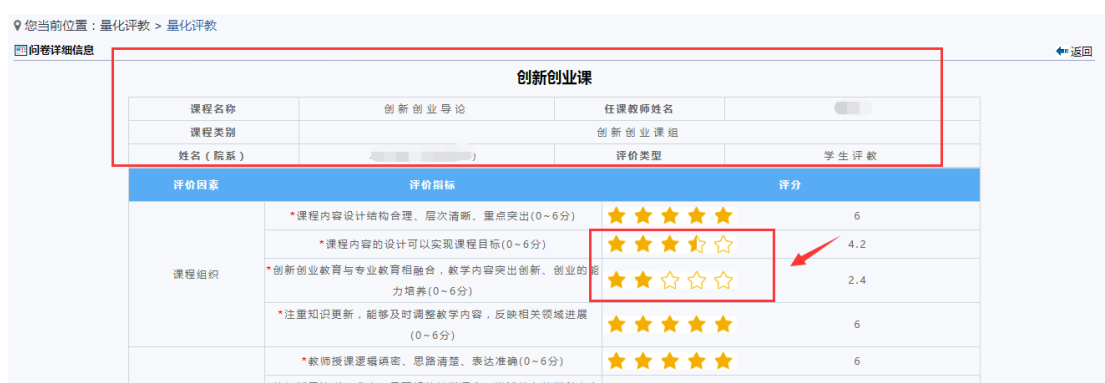 您当前位置：量化评教 > 量化评教
问卷详细信息
返回
创新创业课
课程名称 创新创业导论 任课教师姓名
课程类别 创新创业课组
姓名（院系） 评价类型 学生评教
评价因素 评价指标 评分
*课程内容设计结构合理、层次清晰、重点突出(0~6分) 6
*课程内容的设计可以实现课程目标(0~6分) 4.2
课程组织
*创新创业教育与专业教育相融合，教学内容突出创新、创业的能
力培养(0~6分) 2.4
*注重知识更新，能够及时调整教学内容，反映相关领域进展
(0~6分) 6
*教师授课逻辑缜密、思路清楚、表达准确(0~6分) 6